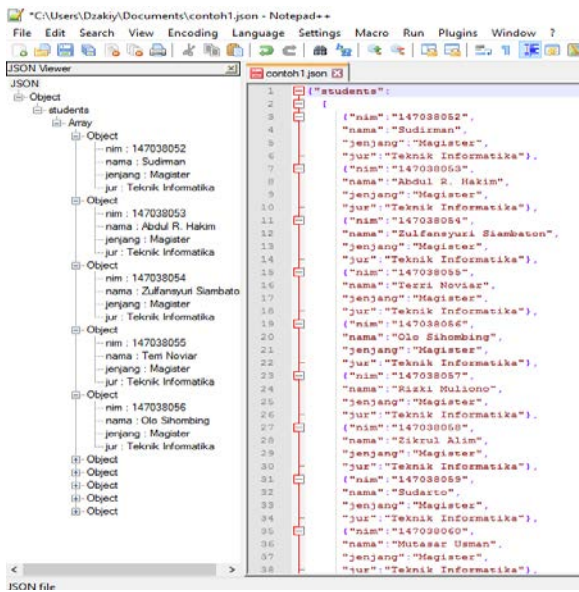 *C:\Users\Dzakiy\Documents\contoh1.json - Notepad++
File Edit Search View Encoding Language Settings Macro Run Plugins Window ?
JSON Viewer
JSON
Object
students
Array
Object
nim : 147038052
nama : Sudirman
jenjang : Magister
jur : Teknik Informatika
Object
nim : 147038053
nama : Abdul R. Hakim
jenjang : Magister
jur : Teknik Informatika
Object
nim : 147038054
nama : Zulfansyuri Siambato
jenjang : Magister
jur : Teknik Informatika
Object
nim : 147038055
nama : Terri Noviar
jenjang : Magister
jur : Teknik Informatika
Object
nim : 147038056
nama : Olo Sihombing
jenjang : Magister
jur : Teknik Informatika
Object
Object
Object
Object
Object
JSON file
contoh1.json
1 {"students":
2 [
3 {"nim":"147038052",
4 "nama":"Sudirman",
5 "jenjang":"Magister",
6 "jur":"Teknik Informatika"},
7 {"nim":"147038053",
8 "nama":"Abdul R. Hakim",
9 "jenjang":"Magister",
10 "jur":"Teknik Informatika"},
11 {"nim":"147038054",
12 "nama":"Zulfansyuri Siambaton",
13 "jenjang":"Magister",
14 "jur":"Teknik Informatika"},
15 {"nim":"147038055",
16 "nama":"Terri Noviar",
17 "jenjang":"Magister",
18 "jur":"Teknik Informatika"},
19 {"nim":"147038056",
20 "nama":"Olo Sihombing",
21 "jenjang":"Magister",
22 "jur":"Teknik Informatika"},
23 {"nim":"147038057",
24 "nama":"Rizki Muliono",
25 "jenjang":"Magister",
26 "jur":"Teknik Informatika"},
27 {"nim":"147038058",
28 "nama":"Zikrul Alim",
29 "jenjang":"Magister",
30 "jur":"Teknik Informatika"},
31 {"nim":"147038059",
32 "nama":"Sudarto",
33 "jenjang":"Magister",
34 "jur":"Teknik Informatika"},
35 {"nim":"147038060",
36 "nama":"Mutasar Usman",
37 "jenjang":"Magister",
38 "jur":"Teknik Informatika"},